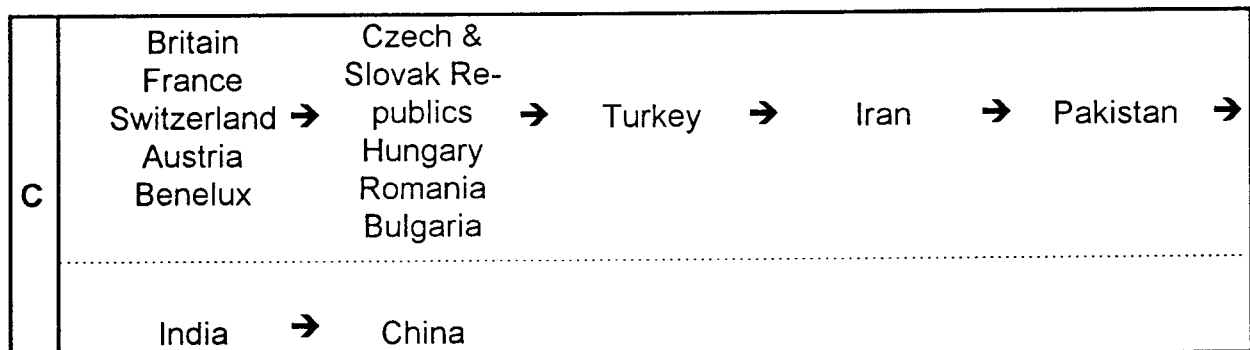 C
Britain
France
Switzerland →
Austria
Benelux
Czech &
Slovak Re-
publics →
Hungary
Romania
Bulgaria
Turkey →
Iran →
Pakistan →
India →
China